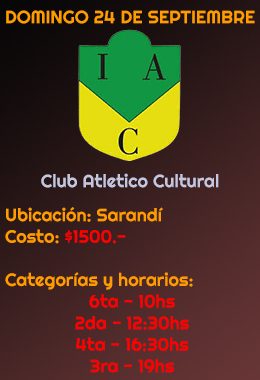 DOMINGO 24 DE SEPTIEMBRE
I A
C
Club Atletico Cultural
Ubicación: Sarandí
Costo: $1500.-
Categorías y horarios:
6ta - 10hs
2da - 12:30hs
4ta - 16:30hs
3ra - 19hs